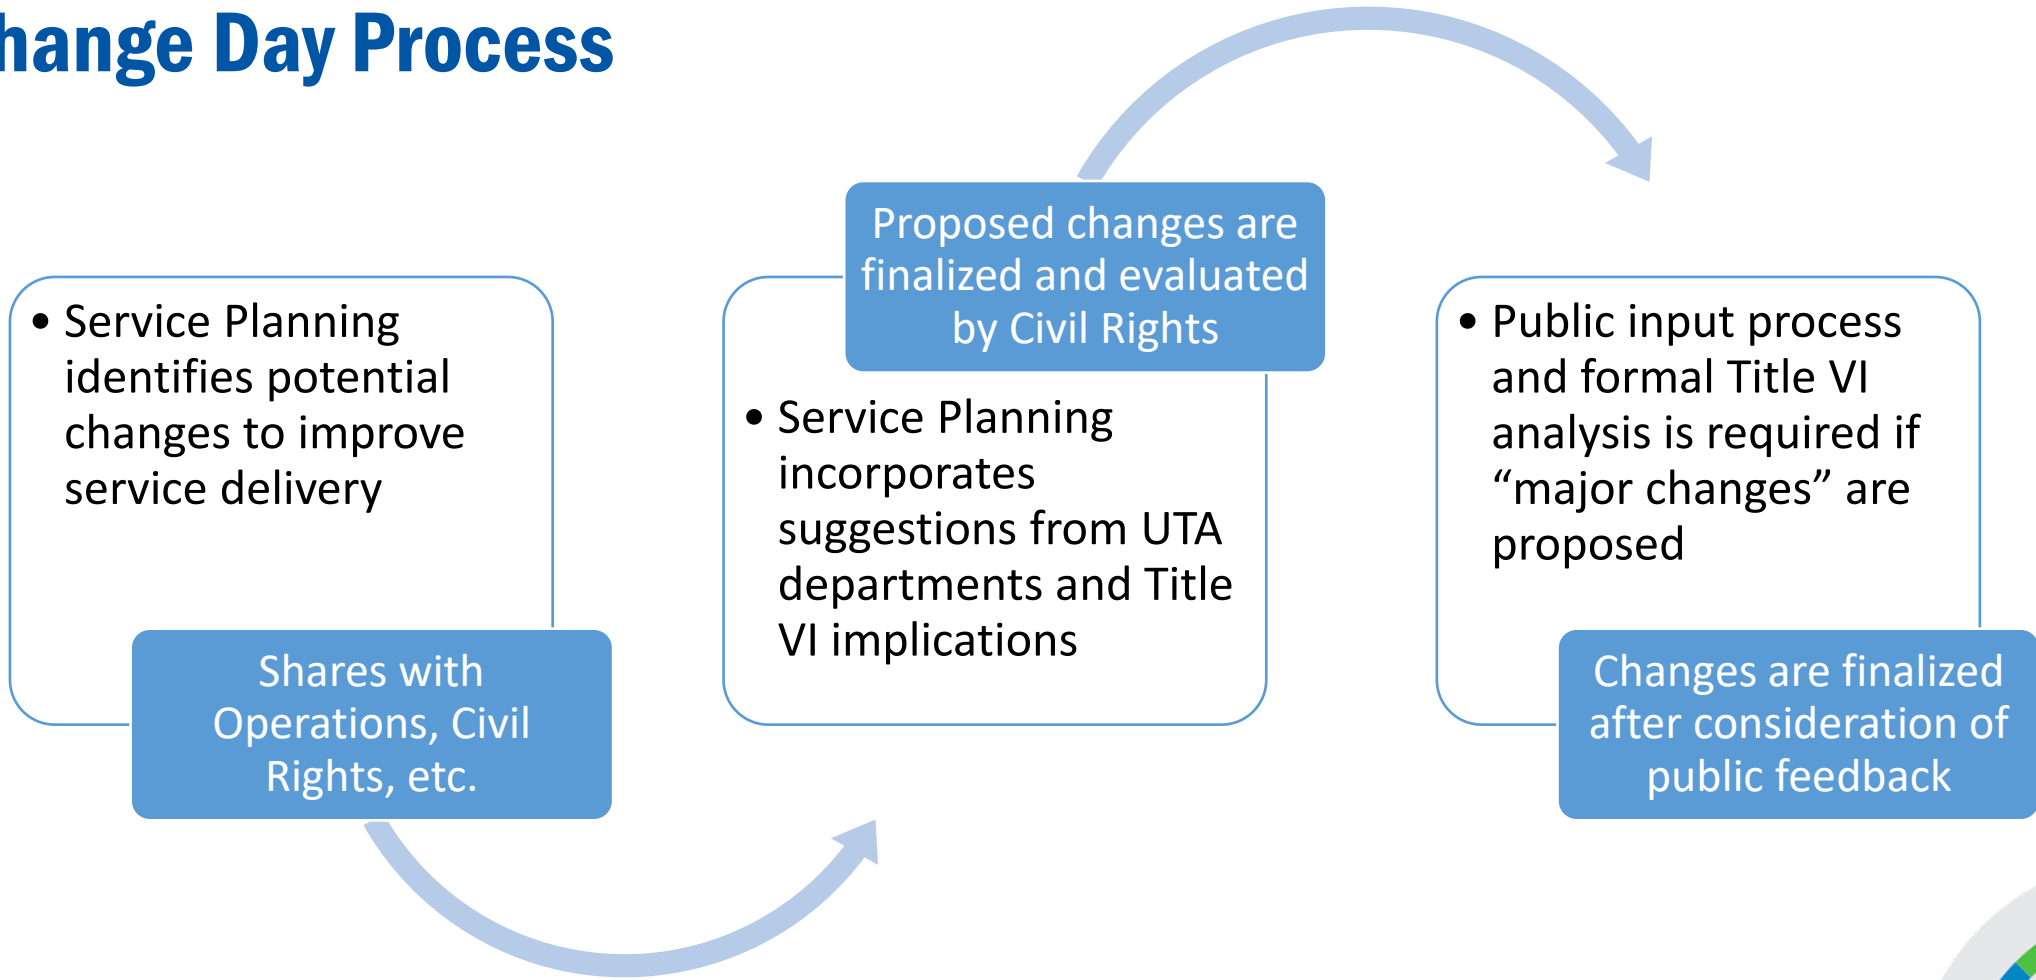 hange Day Process
• Service Planning
identifies potential
changes to improve
service delivery
Shares with
Operations, Civil
Rights, etc.
Proposed changes are
finalized and evaluated
by Civil Rights
• Service Planning
incorporates
suggestions from UTA
departments and Title
VI implications
• Public input process
and formal Title VI
analysis is required if
“major changes” are
proposed
Changes are finalized
after consideration of
public feedback